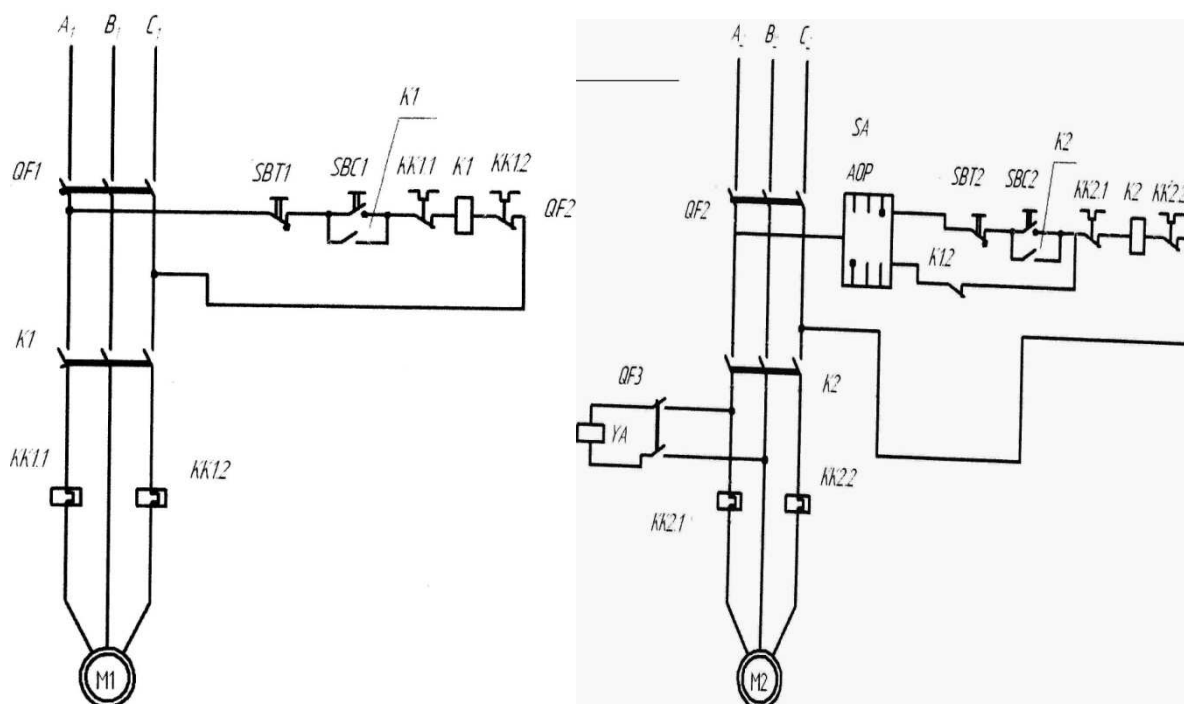 A₁ B₁ C₁
K1
QF1
SBT1 SBC1 KK1.1 K1 KK1.2
K1
KK1.1
KK1.2
M1
A₂ B₂ C₂
SA
K2
AOP
SBT2 SBC2 KK2.1 K2 KK2.2
QF2
QF2
K1.2
QF3
K2
YA
KK2.2
KK2.1
M2